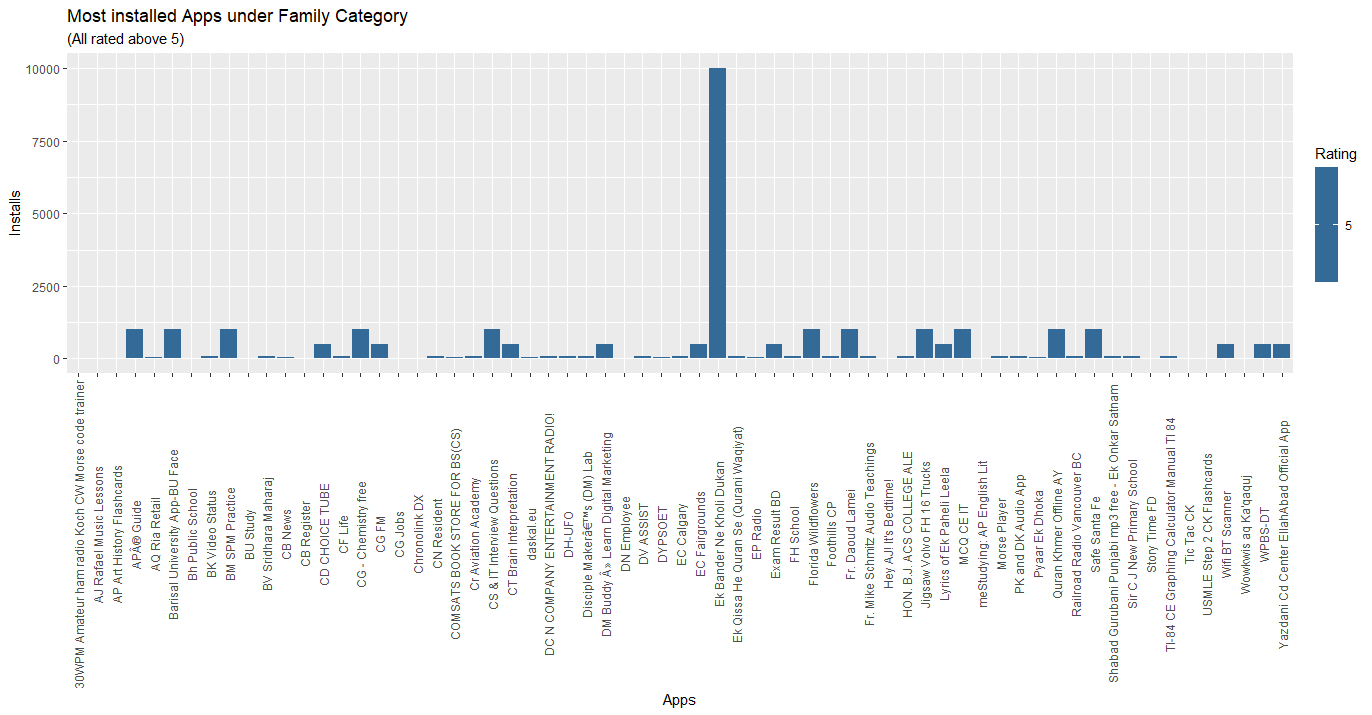 Most installed Apps under Family Category
(All rated above 5)
Installs
10000
7500
5000
2500
0
30WPM Amateur ham radio Koch CW Morse code trainer
AJ Rafael Music Lessons
AP Art History Flashcards
APÂ® Guide
AQ Ria Retail
Barisal University App-BU Face
Bh Public School
BK Video Status
BM SPM Practice
BU Study
BV Sridhara Maharaj
CB News
CB Register
CD CHOICE TUBE
CF Life
CG - Chemistry free
CG FM
CG Jobs
Chronolink DX
CN Resident
COMSATS BOOK STORE FOR BS(CS)
Cr Aviation Academy
CS & IT Interview Questions
CT Brain Interpretation
daskal.eu
DC N COMPANY ENTERTAINMENT RADIO!
DH-UFO
Disciple Makerâ€™s (DM) Lab
DM Buddy Â» Learn Digital Marketing
DN Employee
DV ASSIST
DYPSOET
EC Calgary
EC Fairgrounds
Ek Bander Ne Kholi Dukan
Ek Qissa He Quran Se (Qurani Waqiyat)
EP Radio
Exam Result BD
FH School
Florida Wildflowers
Foothills CP
Fr. Daoud Lamei
Fr. Mike Schmitz Audio Teachings
Hey AJ! It's Bedtime!
HON. B.J. ACS COLLEGE ALE
Jigsaw Volvo FH 16 Trucks
Lyrics of Ek Paheli Leela
MCQ CE IT
meStudying: AP English Lit
Morse Player
PK and DK Audio App
Pyaar Ek Dhoka
Quran Khmer Offline AY
Railroad Radio Vancouver BC
Safe Santa Fe
Shabad Gurubani Punjabi mp3 free - Ek Onkar Satnam
Sir C J New Primary School
Story Time FD
TI-84 CE Graphing Calculator Manual TI 84
Tic Tac CK
USMLE Step 2 CK Flashcards
Wifi BT Scanner
Wowkwis aq Ka'qaquj
WPBS-DT
Yazdani Cd Center EllahAbad Official App
Apps
Rating
5